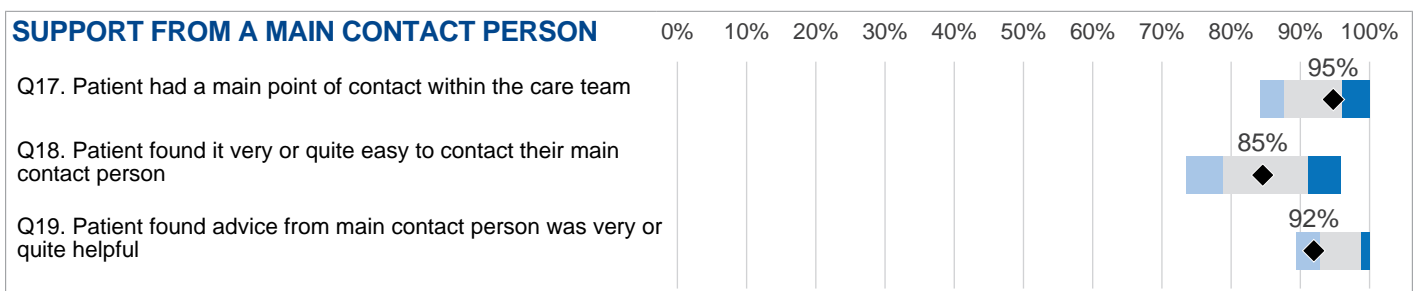 SUPPORT FROM A MAIN CONTACT PERSON 0% 10% 20% 30% 40% 50% 60% 70% 80% 90% 100%
95%
Q17. Patient had a main point of contact within the care team
85%
Q18. Patient found it very or quite easy to contact their main
contact person
92%
Q19. Patient found advice from main contact person was very or
quite helpful